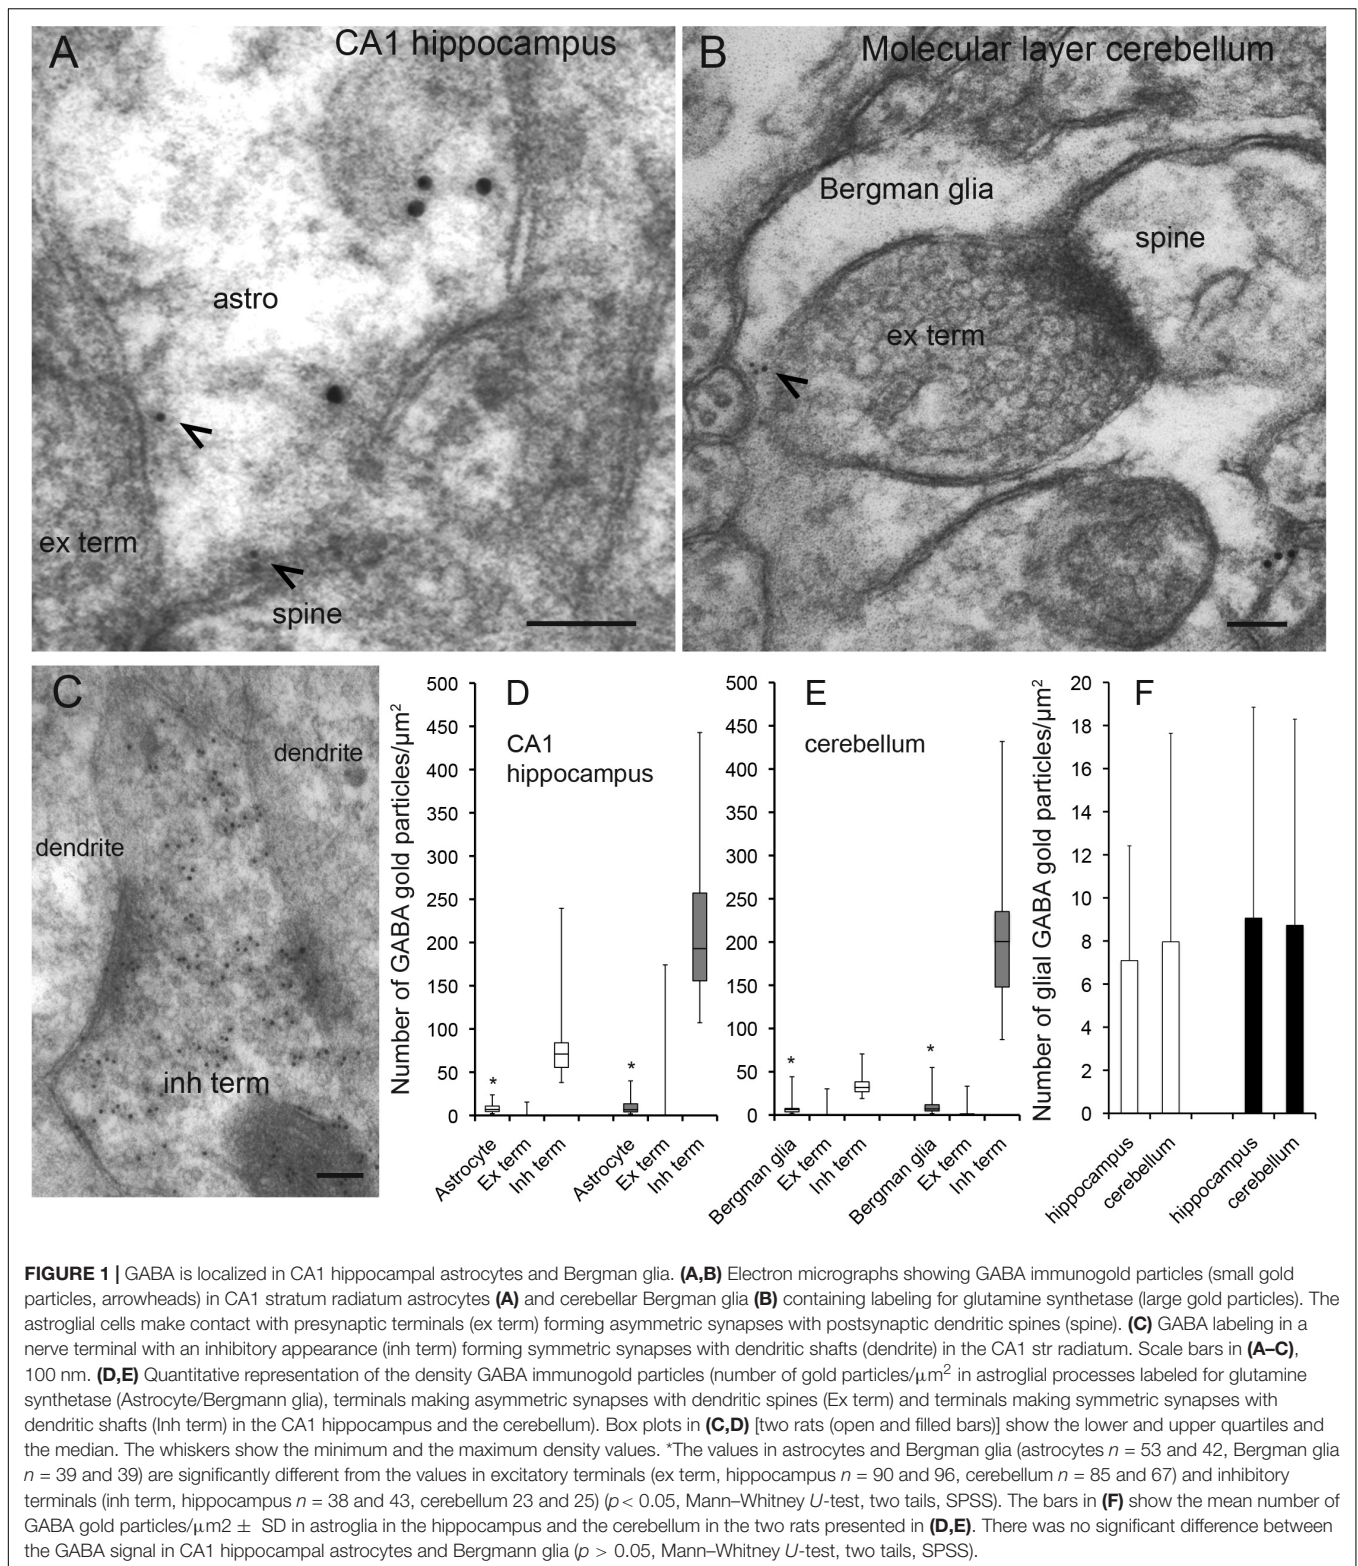 A
CA1 hippocampus
astro
ex term
spine
B
Molecular layer cerebellum
Bergman glia
spine
ex term
C
dendrite
dendrite
inh term
Number of GABA gold particles/µm²
500
450
400
350
300
250
200
150
100
50
0
D
CA1
hippocampus
*
*
Astrocyte
Ex term
Inh term
Astrocyte
Ex term
Inh term
500
450
400
350
300
250
200
150
100
50
0
E
cerebellum
*
*
Bergman glia
Ex term
Inh term
Bergman glia
Ex term
Inh term
Number of glial GABA gold particles/µm²
20
18
16
14
12
10
8
6
4
2
0
F
hippocampus
cerebellum
hippocampus
cerebellum
FIGURE 1 | GABA is localized in CA1 hippocampal astrocytes and Bergman glia. (A,B) Electron micrographs showing GABA immunogold particles (small gold
particles, arrowheads) in CA1 stratum radiatum astrocytes (A) and cerebellar Bergman glia (B) containing labeling for glutamine synthetase (large gold particles). The
astroglial cells make contact with presynaptic terminals (ex term) forming asymmetric synapses with postsynaptic dendritic spines (spine). (C) GABA labeling in a
nerve terminal with an inhibitory appearance (inh term) forming symmetric synapses with dendritic shafts (dendrite) in the CA1 str radiatum. Scale bars in (A–C),
100 nm. (D,E) Quantitative representation of the density GABA immunogold particles (number of gold particles/µm² in astroglial processes labeled for glutamine
synthetase (Astrocyte/Bergmann glia), terminals making asymmetric synapses with dendritic spines (Ex term) and terminals making symmetric synapses with
dendritic shafts (Inh term) in the CA1 hippocampus and the cerebellum). Box plots in (C,D) [two rats (open and filled bars)] show the lower and upper quartiles and
the median. The whiskers show the minimum and the maximum density values. *The values in astrocytes and Bergman glia (astrocytes n = 53 and 42, Bergman glia
n = 39 and 39) are significantly different from the values in excitatory terminals (ex term, hippocampus n = 90 and 96, cerebellum n = 85 and 67) and inhibitory
terminals (inh term, hippocampus n = 38 and 43, cerebellum 23 and 25) (p< 0.05, Mann–Whitney U-test, two tails, SPSS). The bars in (F) show the mean number of
GABA gold particles/µm2 ± SD in astroglia in the hippocampus and the cerebellum in the two rats presented in (D,E). There was no significant difference between
the GABA signal in CA1 hippocampal astrocytes and Bergmann glia (p > 0.05, Mann–Whitney U-test, two tails, SPSS).